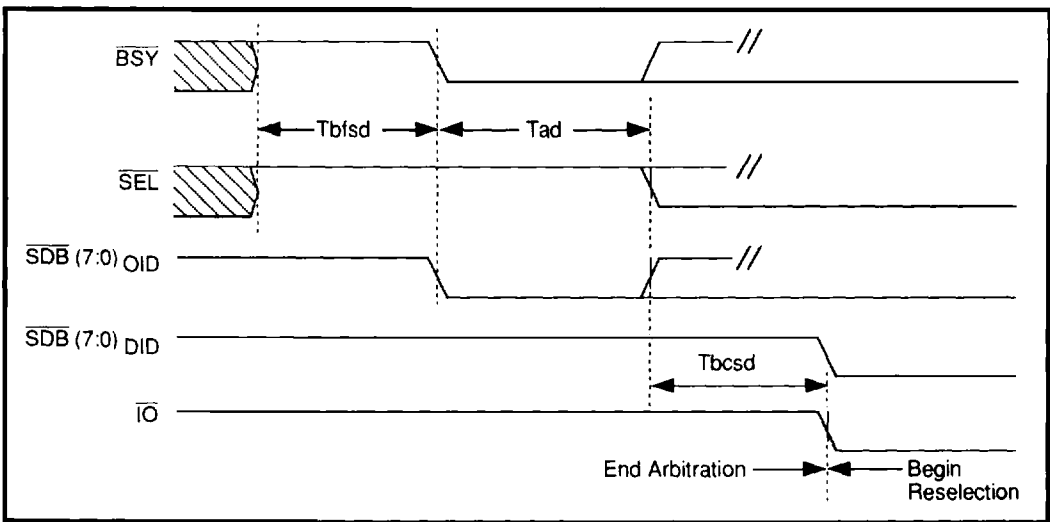 BSY
Tbfsd
Tad
SEL
SDB (7:0) OID
SDB (7:0) DID
Tbcsd
IO
End Arbitration
Begin
Reselection